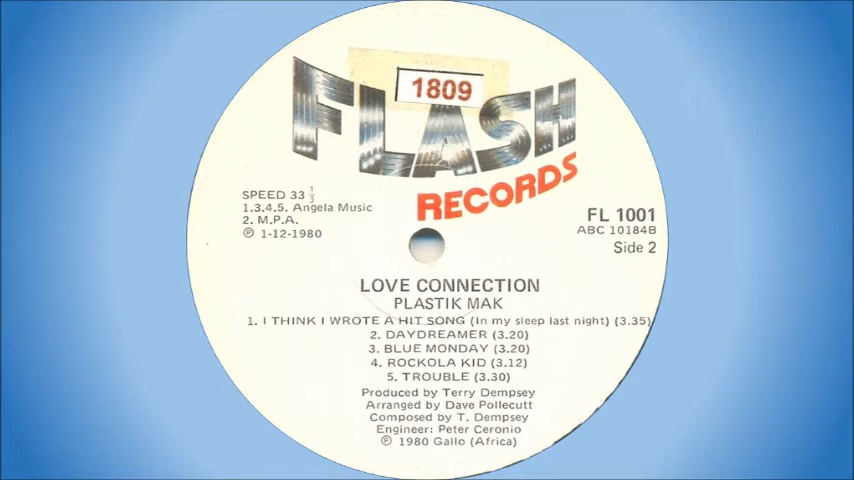 1809
FLASH
RECORDS
SPEED 33 1/3
1.3.4.5. Angela Music
2. M.P.A.
℗ 1-12-1980
FL 1001
ABC 10184B
Side 2
LOVE CONNECTION
PLASTIK MAK
1. I THINK I WROTE A HIT SONG (In my sleep last night) (3.35)
2. DAYDREAMER (3.20)
3. BLUE MONDAY (3.20)
4. ROCKOLA KID (3.12)
5. TROUBLE (3.30)
Produced by Terry Dempsey
Arranged by Dave Pollecutt
Composed by T. Dempsey
Engineer: Peter Ceronio
℗ 1980 Gallo (Africa)